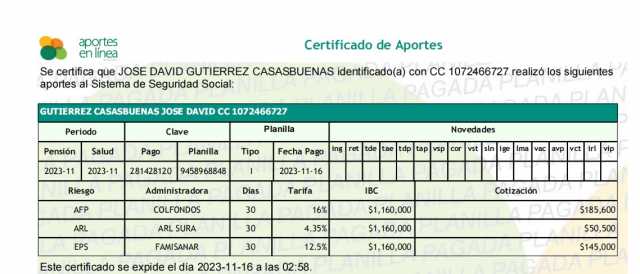 aportes
en línea
Certificado de Aportes
Se certifica que JOSE DAVID GUTIERREZ CASASBUENAS identificado(a) con CC 1072466727 realizó los siguientes
aportes al Sistema de Seguridad Social:
GUTIERREZ CASASBUENAS JOSE DAVID CC 1072466727
Periodo Clave Planilla Novedades
Pensión Salud Pago Planilla Tipo Fecha Pago ing ret tde tae tdp tap vsp cor vst sln ige lma vac avp vct irl vip
2023-11 2023-11 281428120 9458968848 I 2023-11-16
Riesgo Administradora Días Tarifa IBC Cotización
AFP COLFONDOS 30 16% $1,160,000 $185,600
ARL ARL SURA 30 4.35% $1,160,000 $50,500
EPS FAMISANAR 30 12.5% $1,160,000 $145,000
Este certificado se expide el día 2023-11-16 a las 02:58.
PLANILLA PAGADA